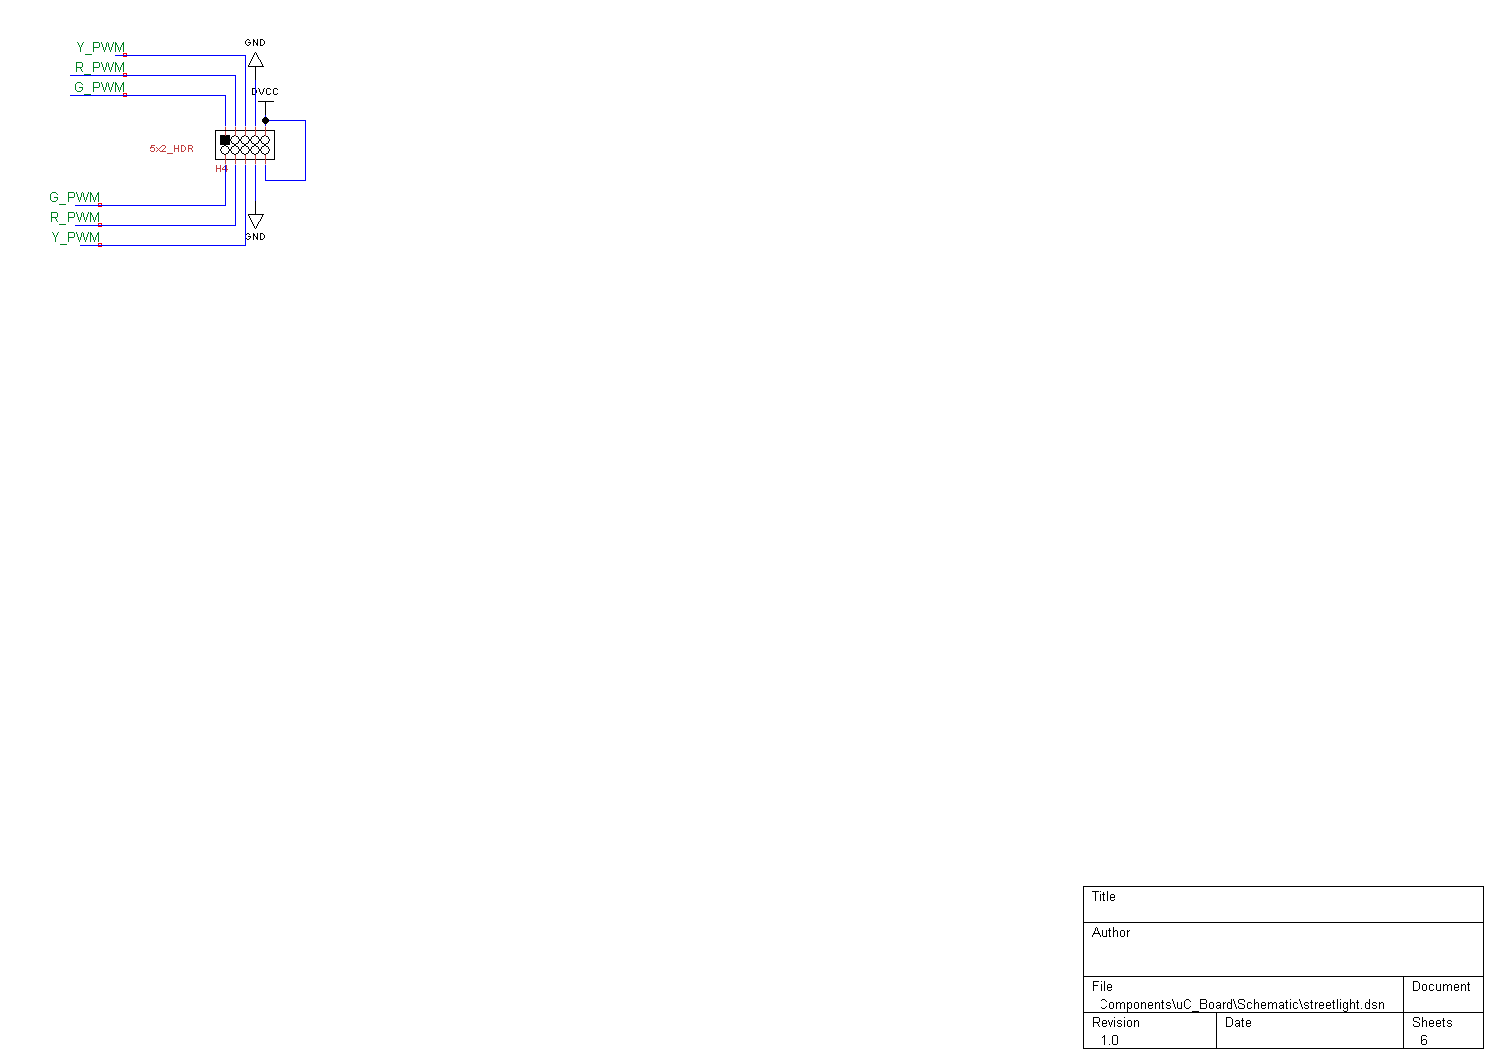 Y_PWM
GND
R_PWM
G_PWM
DVCC
5x2_HDR
H4
G_PWM
R_PWM
Y_PWM
GND
Title
Author
File
Document
Components\uC_Board\Schematic\streetlight.dsn
Revision
Date
Sheets
1.0
6